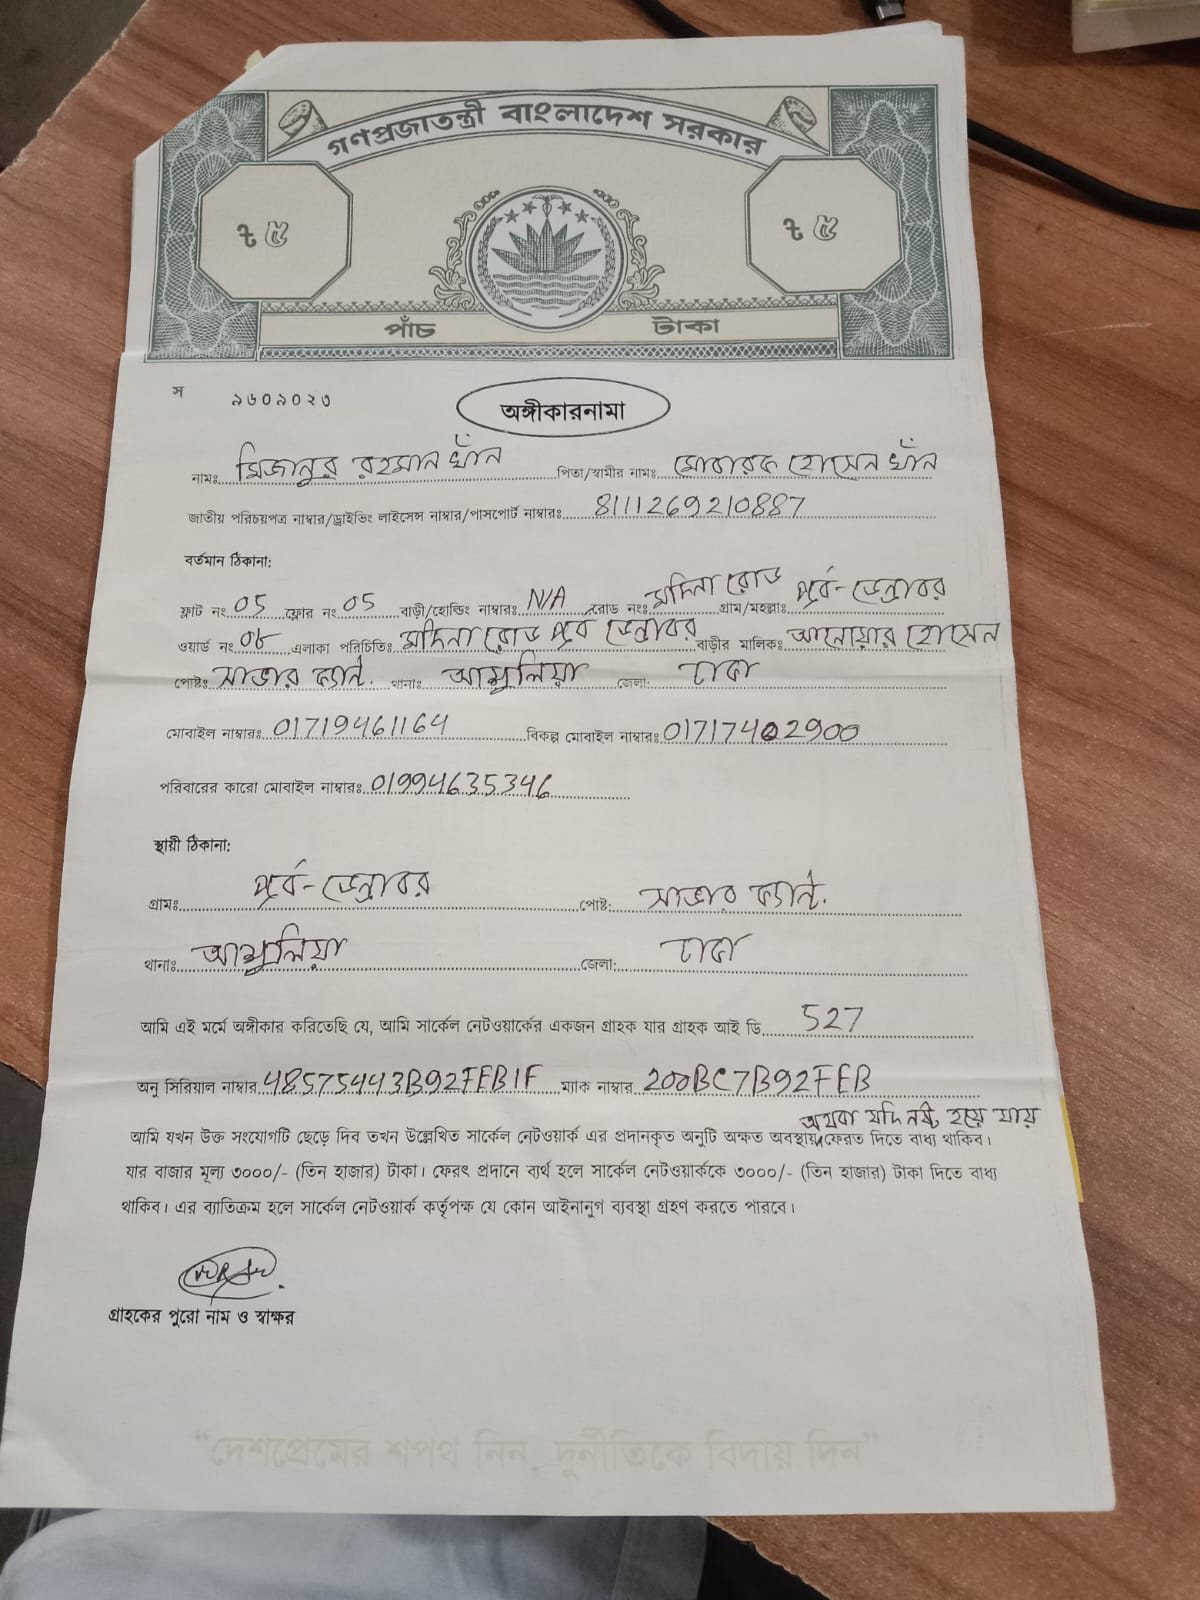 গণপ্রজাতন্ত্রী বাংলাদেশ সরকার
৳ ৫ ৳ ৫
পাঁচ টাকা
স ৯৬০৯০২৩
অঙ্গীকারনামা
নামঃ মিজানুর রহমান খাঁন পিতা/স্বামীর নামঃ মোবারক হোসেন খাঁন
জাতীয় পরিচয়পত্র নাম্বার/ড্রাইভিং লাইসেন্স নাম্বার/পাসপোর্ট নাম্বারঃ 8111269210887
বর্তমান ঠিকানা:
ফ্লাট নং 05 ফ্লোর নং 05 বাড়ী/হোল্ডিং নাম্বারঃ N/A রোড নংঃ মদিনা রোড গ্রাম/মহল্লাঃ পূর্ব-ডেন্ডাবর
ওয়ার্ড নং 08 এলাকা পরিচিতিঃ মদিনা রোড পূর্ব ডেন্ডাবর বাড়ীর মালিকঃ আনোয়ার হোসেন
পোষ্টঃ সাভার ক্যান্ট. থানাঃ আশুলিয়া জেলা: ঢাকা
মোবাইল নাম্বারঃ 01719461164 বিকল্প মোবাইল নাম্বারঃ 01717402900
পরিবারের কারো মোবাইল নাম্বারঃ 01994635346
স্থায়ী ঠিকানা:
গ্রামঃ পূর্ব-ডেন্ডাবর পোষ্ট: সাভার ক্যান্ট.
থানাঃ আশুলিয়া জেলা: ঢাকা
আমি এই মর্মে অঙ্গীকার করিতেছি যে, আমি সার্কেল নেটওয়ার্কের একজন গ্রাহক যার গ্রাহক আই ডি 527
অনু সিরিয়াল নাম্বার 48575443B92FEB1F ম্যাক নাম্বার 200BC7B92FEB
অথবা যদি নষ্ট হয়ে যায়
আমি যখন উক্ত সংযোগটি ছেড়ে দিব তখন উল্লেখিত সার্কেল নেটওয়ার্ক এর প্রদানকৃত অনুটি অক্ষত অবস্থায় ফেরত দিতে বাধ্য থাকিব।
যার বাজার মূল্য ৩০০০/- (তিন হাজার) টাকা। ফেরৎ প্রদানে ব্যর্থ হলে সার্কেল নেটওয়ার্ককে ৩০০০/- (তিন হাজার) টাকা দিতে বাধ্য
থাকিব। এর ব্যাতিক্রম হলে সার্কেল নেটওয়ার্ক কর্তৃপক্ষ যে কোন আইনানুগ ব্যবস্থা গ্রহণ করতে পারবে।
গ্রাহকের পুরো নাম ও স্বাক্ষর
"দেশপ্রেমের শপথ নিন, দুর্নীতিকে বিদায় দিন"